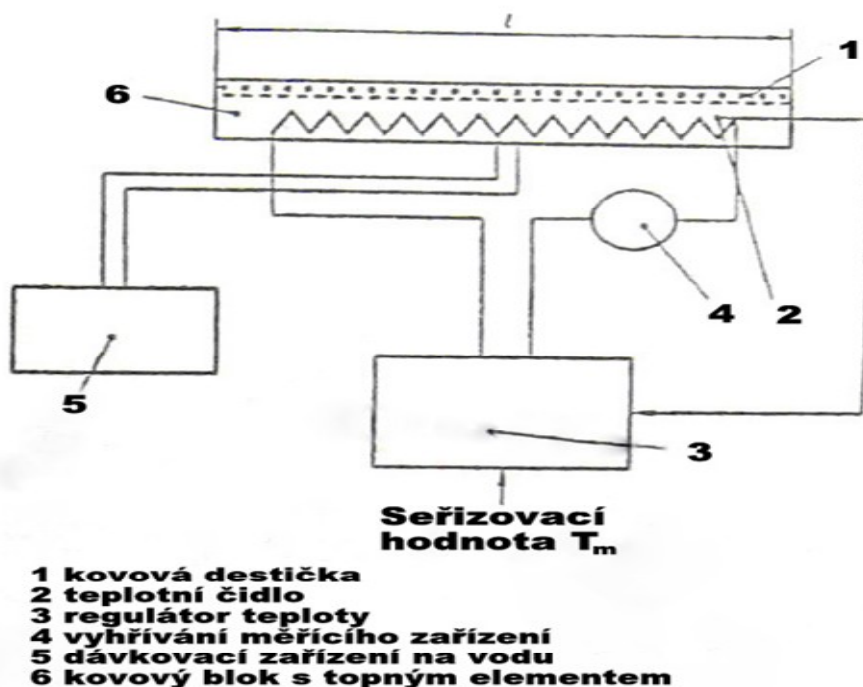 l
1
6
4
2
5
3
Seřizovací
hodnota Tm
1 kovová destička
2 teplotní čidlo
3 regulátor teploty
4 vyhřívání měřícího zařízení
5 dávkovací zařízení na vodu
6 kovový blok s topným elementem